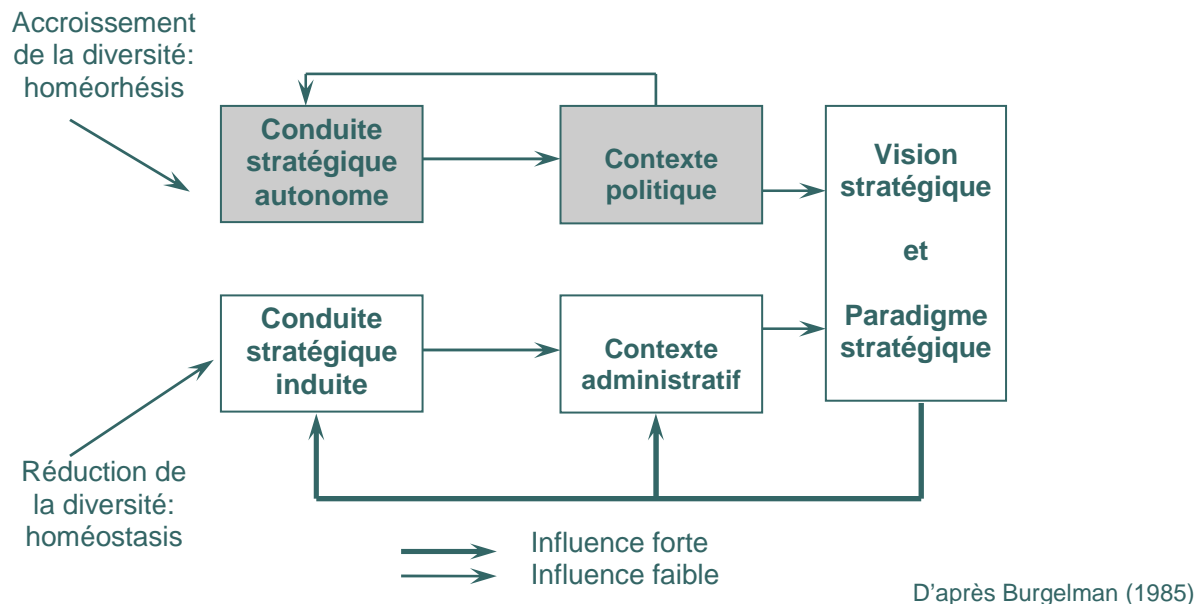 Accroissement
de la diversité:
homéorhésis
Conduite
stratégique
autonome
Contexte
politique
Vision
stratégique
et
Paradigme
stratégique
Conduite
stratégique
induite
Contexte
administratif
Réduction de
la diversité:
homéostasis
Influence forte
Influence faible
D'après Burgelman (1985)